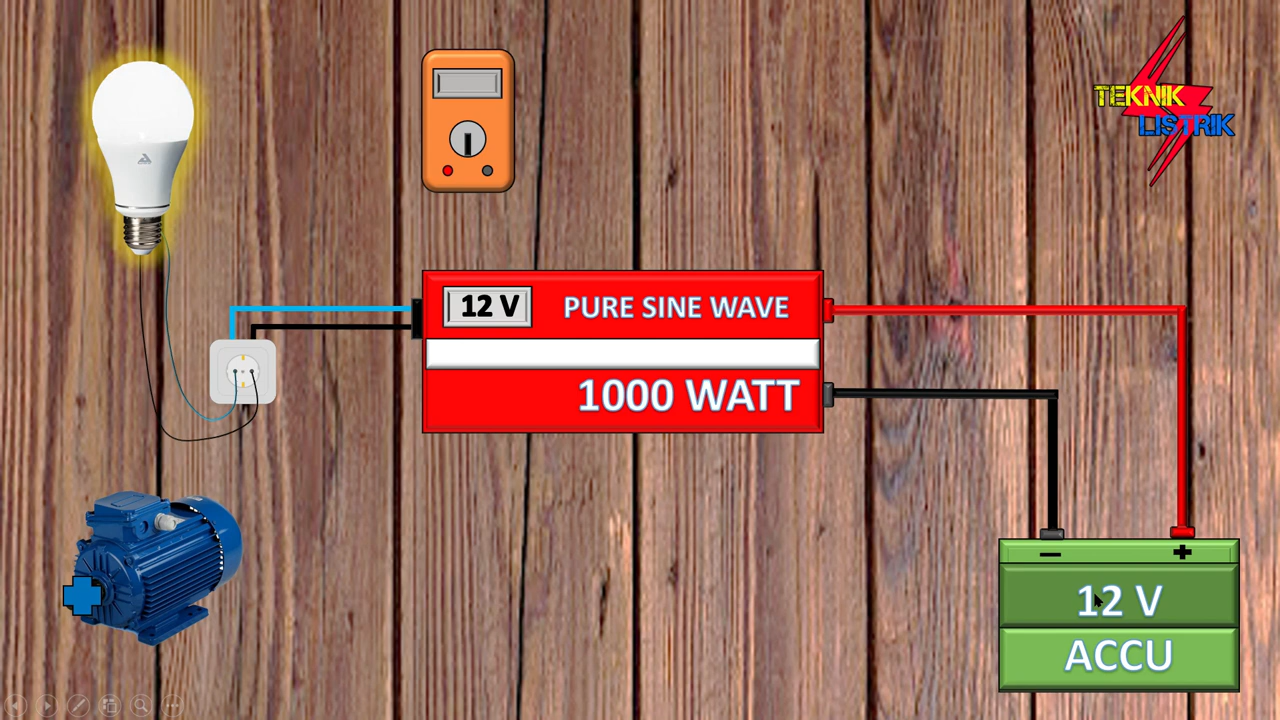 TEKNIK
LISTRIK
12 V
PURE SINE WAVE
1000 WATT
12 V
ACCU